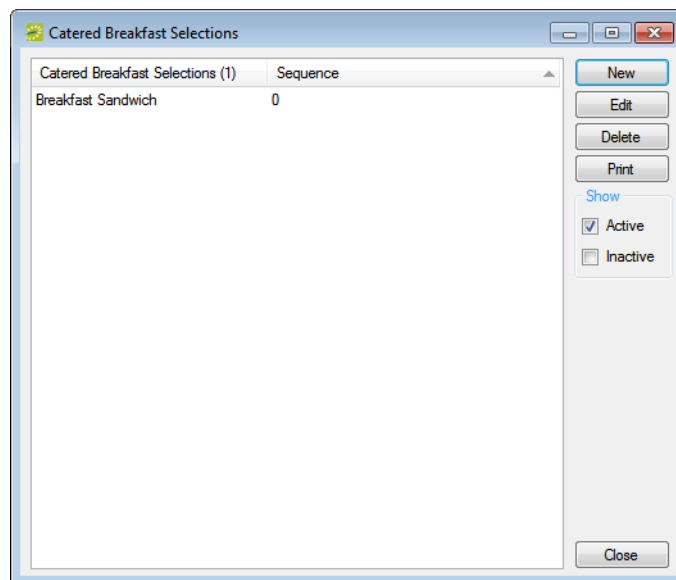 Catered Breakfast Selections
Catered Breakfast Selections (1) Sequence
Breakfast Sandwich 0
New
Edit
Delete
Print
Show
Active
Inactive
Close